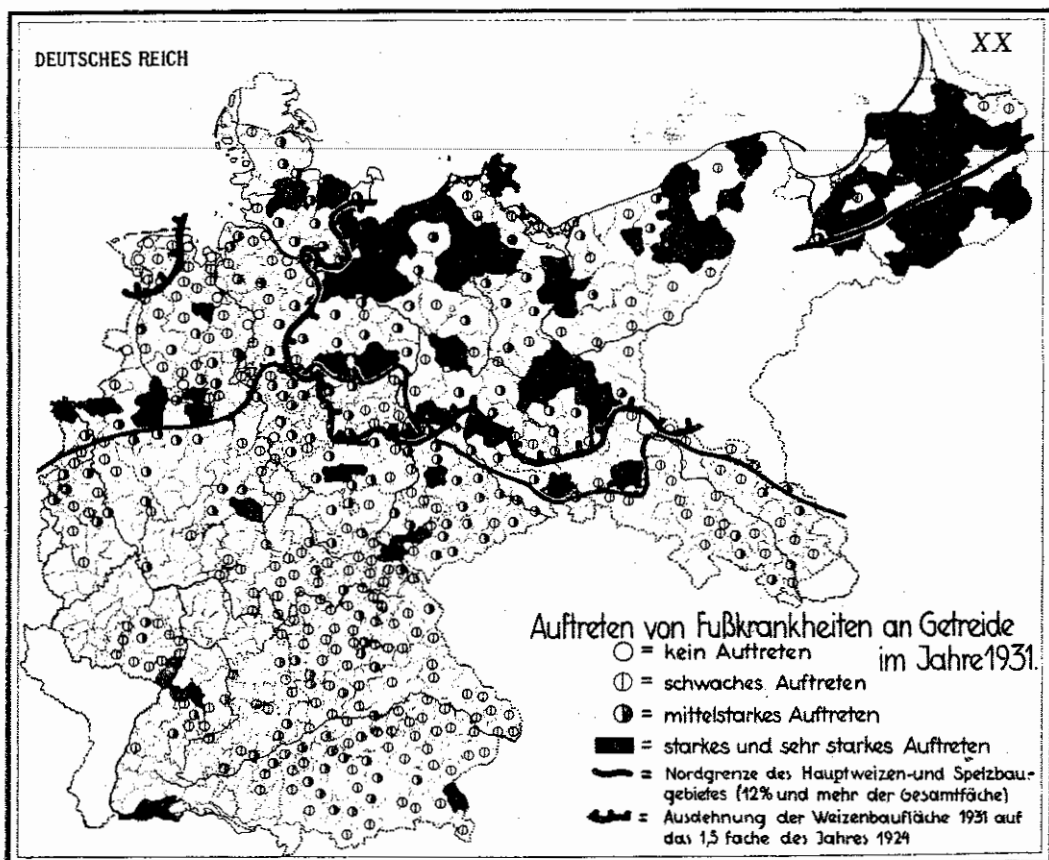 DEUTSCHES REICH
XX
Auftreten von Fußkrankheiten an Getreide
im Jahre 1931.
= kein Auftreten
= schwaches Auftreten
= mittelstarkes Auftreten
= starkes und sehr starkes Auftreten
= Nordgrenze des Hauptweizen-und Spelzbau-
gebietes (12% und mehr der Gesamtfäche)
= Ausdehnung der Weizenbaufläche 1931 auf
das 1,5 fache des Jahres 1924